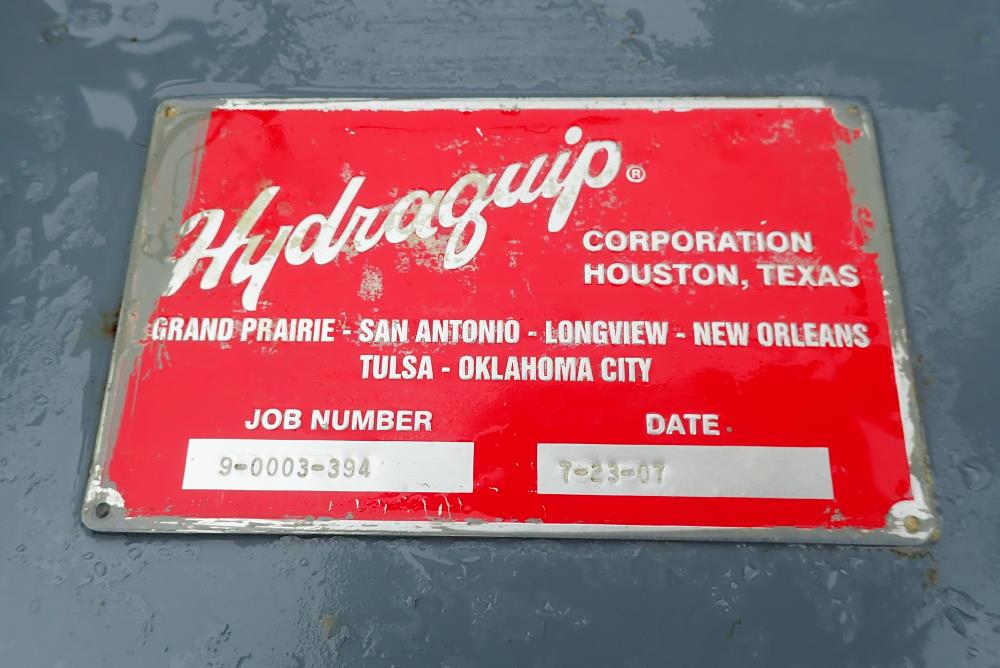 Hydraquip®
CORPORATION
HOUSTON, TEXAS
GRAND PRAIRIE - SAN ANTONIO - LONGVIEW - NEW ORLEANS
TULSA - OKLAHOMA CITY
JOB NUMBER
DATE
9-0003-394
7-23-07